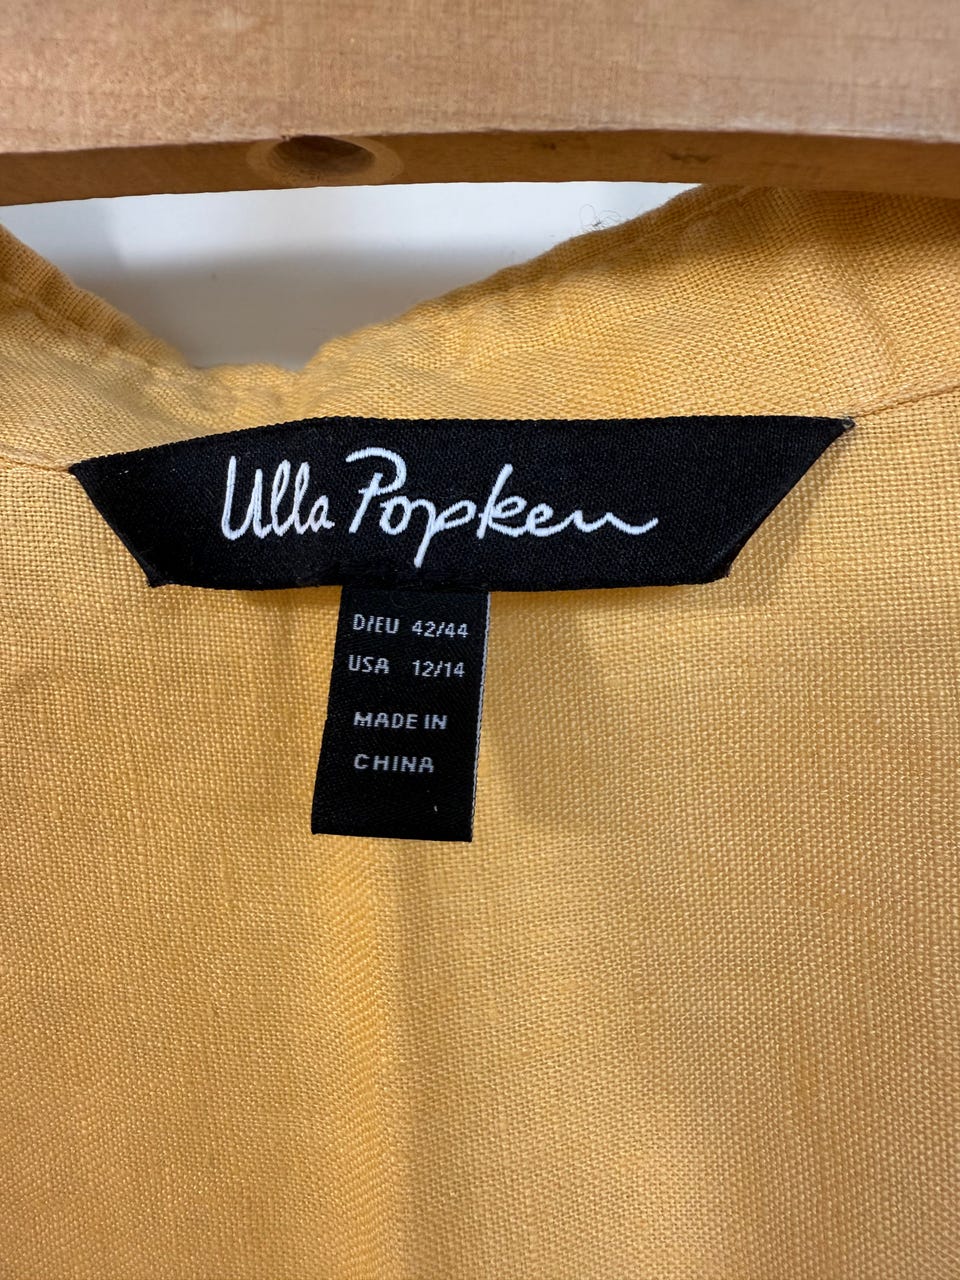 Ulla Popken
D/EU 42/44
USA 12/14
MADE IN
CHINA